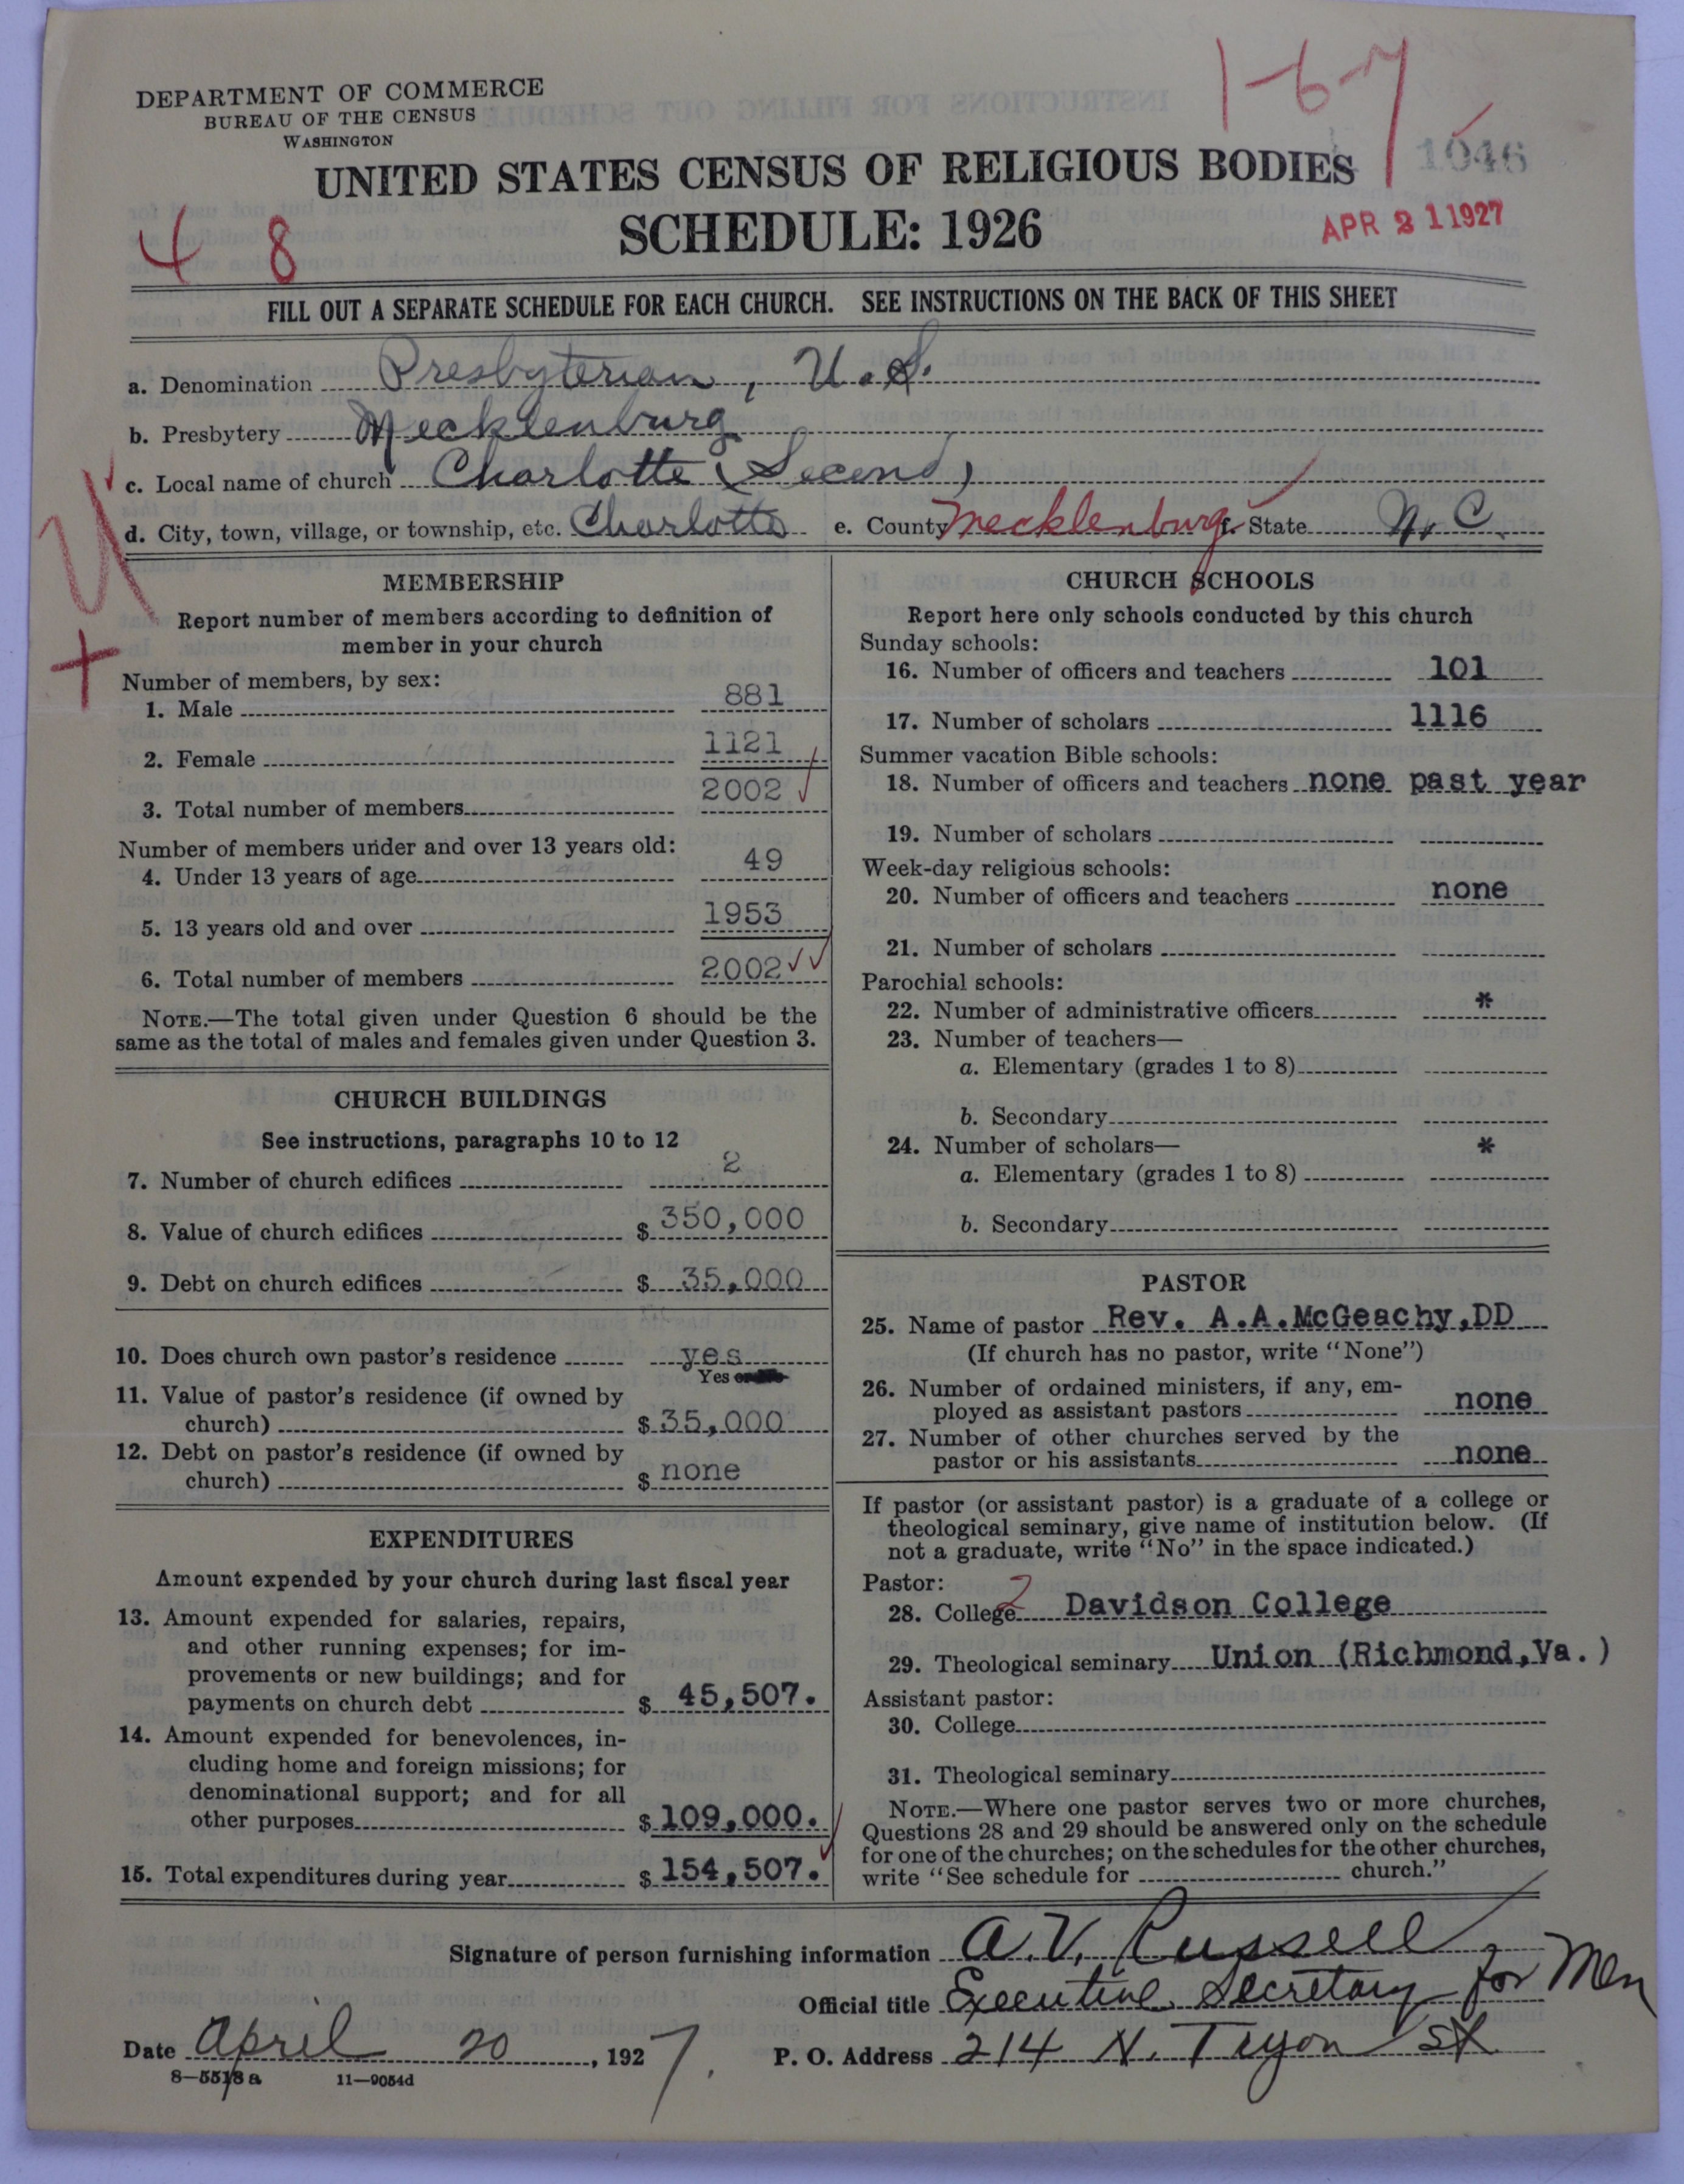 DEPARTMENT OF COMMERCE
BUREAU OF THE CENSUS
WASHINGTON
1-6-7
1046
UNITED STATES CENSUS OF RELIGIOUS BODIES
SCHEDULE: 1926
APR 21 1927
4 8
FILL OUT A SEPARATE SCHEDULE FOR EACH CHURCH. SEE INSTRUCTIONS ON THE BACK OF THIS SHEET
a. Denomination Presbyterian, U.S.
b. Presbytery Mecklenburg
c. Local name of church Charlotte (Second)
d. City, town, village, or township, etc. Charlotte e. County Mecklenburg f. State N. C.
MEMBERSHIP
Report number of members according to definition of
member in your church
Number of members, by sex:
1. Male 881
2. Female 1121
3. Total number of members 2002
Number of members under and over 13 years old:
4. Under 13 years of age 49
5. 13 years old and over 1953
6. Total number of members 2002
NOTE.—The total given under Question 6 should be the
same as the total of males and females given under Question 3.
CHURCH BUILDINGS
See instructions, paragraphs 10 to 12
7. Number of church edifices 2
8. Value of church edifices $ 350,000
9. Debt on church edifices $ 35,000
10. Does church own pastor's residence yes
Yes or
11. Value of pastor's residence (if owned by
church) $ 35,000
12. Debt on pastor's residence (if owned by
church) $ none
EXPENDITURES
Amount expended by your church during last fiscal year
13. Amount expended for salaries, repairs,
and other running expenses; for im-
provements or new buildings; and for
payments on church debt $ 45,507.
14. Amount expended for benevolences, in-
cluding home and foreign missions; for
denominational support; and for all
other purposes $ 109,000.
15. Total expenditures during year $ 154,507.
CHURCH SCHOOLS
Report here only schools conducted by this church
Sunday schools:
16. Number of officers and teachers 101
17. Number of scholars 1116
Summer vacation Bible schools:
18. Number of officers and teachers none past year
19. Number of scholars
Week-day religious schools:
20. Number of officers and teachers none
21. Number of scholars
Parochial schools:
22. Number of administrative officers *
23. Number of teachers—
a. Elementary (grades 1 to 8)
b. Secondary
24. Number of scholars— *
a. Elementary (grades 1 to 8)
b. Secondary
PASTOR
25. Name of pastor Rev. A.A.McGeachy,DD
(If church has no pastor, write "None")
26. Number of ordained ministers, if any, em-
ployed as assistant pastors none
27. Number of other churches served by the
pastor or his assistants none
If pastor (or assistant pastor) is a graduate of a college or
theological seminary, give name of institution below. (If
not a graduate, write "No" in the space indicated.)
Pastor: 2
28. College Davidson College
29. Theological seminary Union (Richmond,Va.)
Assistant pastor:
30. College
31. Theological seminary
NOTE.—Where one pastor serves two or more churches,
Questions 28 and 29 should be answered only on the schedule
for one of the churches; on the schedules for the other churches,
write "See schedule for church."
Signature of person furnishing information A.V. Russell
Official title Executive Secretary for Men
Date April 20, 1927. P. O. Address 214 N. Tryon St
8-5518a 11-9054d